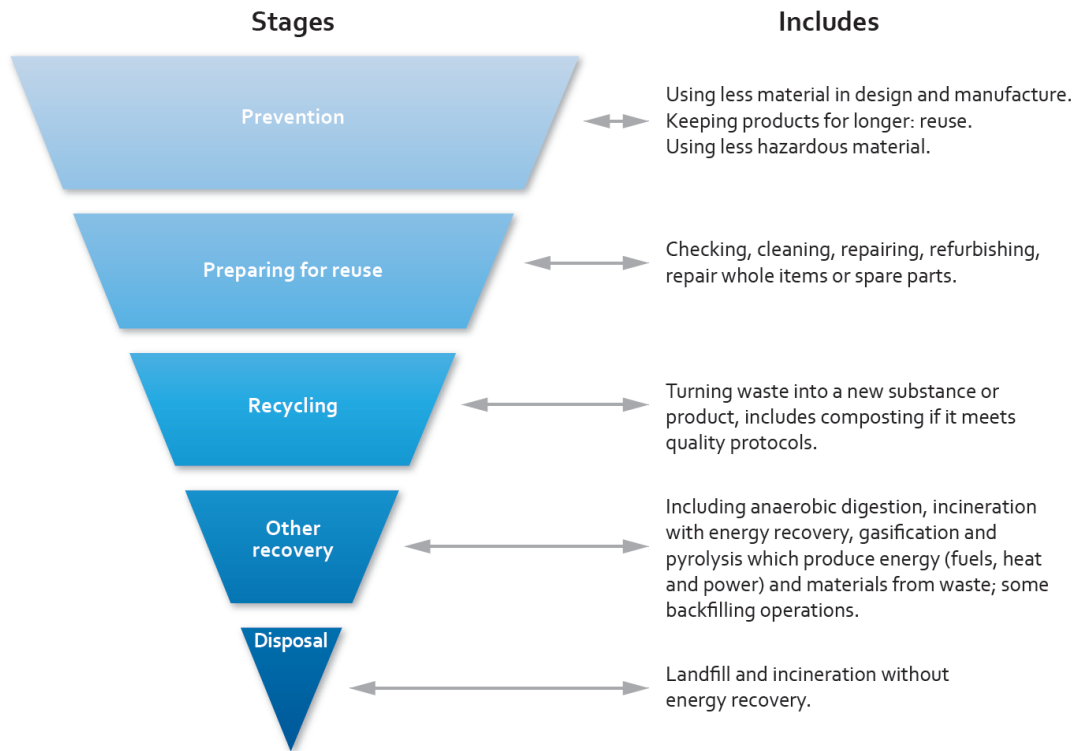 Stages
Includes
Prevention
Using less material in design and manufacture.
Keeping products for longer: reuse.
Using less hazardous material.
Preparing for reuse
Checking, cleaning, repairing, refurbishing,
repair whole items or spare parts.
Recycling
Turning waste into a new substance or
product, includes composting if it meets
quality protocols.
Other
recovery
Including anaerobic digestion, incineration
with energy recovery, gasification and
pyrolysis which produce energy (fuels, heat
and power) and materials from waste; some
backfilling operations.
Disposal
Landfill and incineration without
energy recovery.